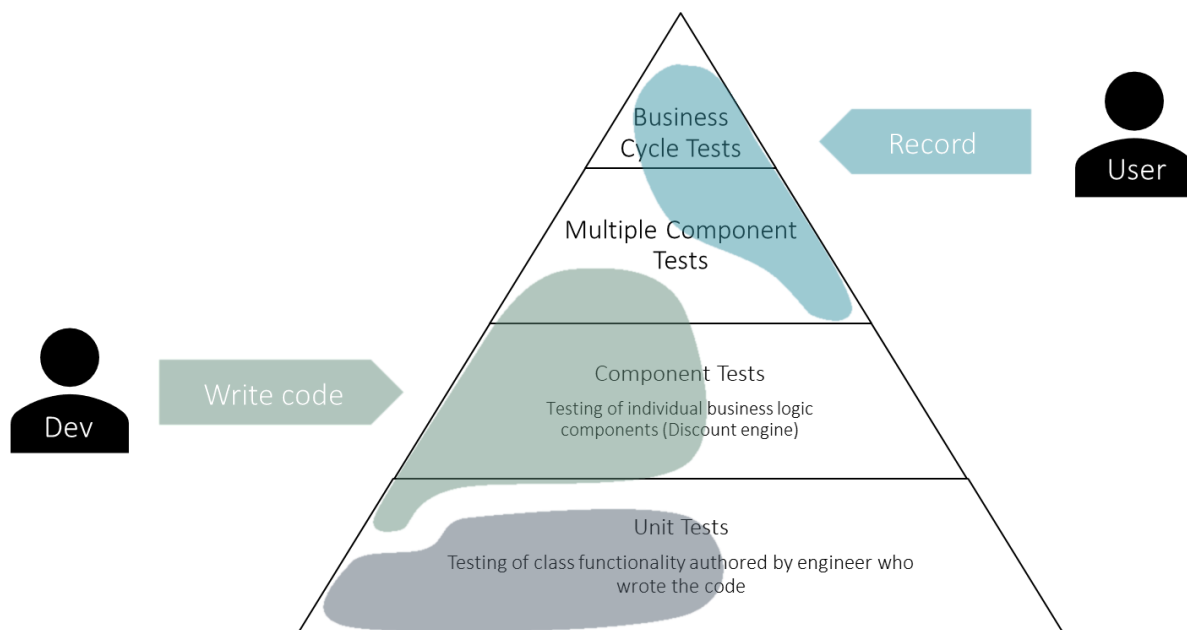 Business
Cycle Tests
Record
User
Multiple Component
Tests
Write code
Dev
Component Tests
Testing of individual business logic
components (Discount engine)
Unit Tests
Testing of class functionality authored by engineer who
wrote the code